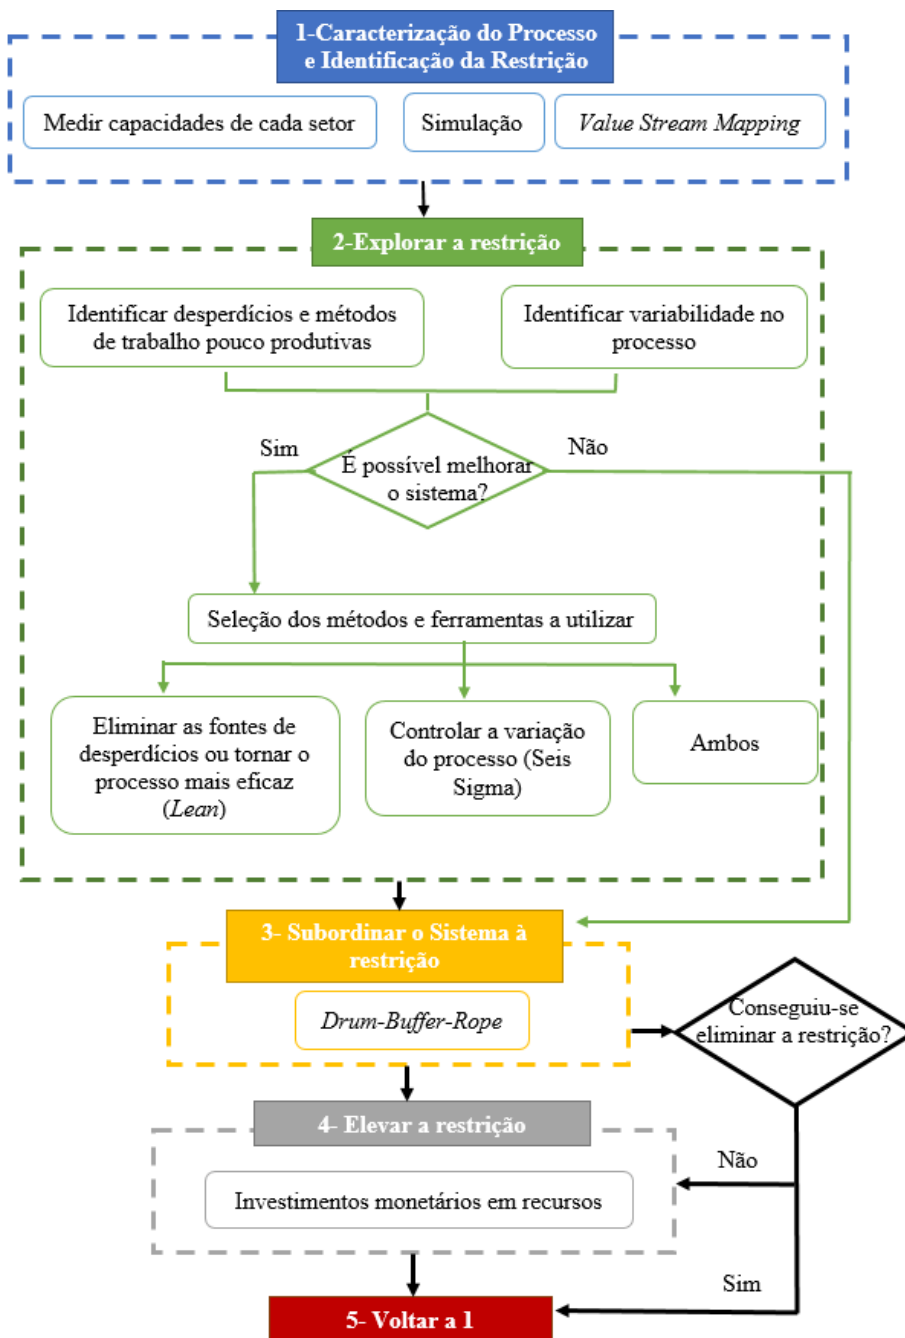 1-Caracterização do Processo
e Identificação da Restrição
Medir capacidades de cada setor
Simulação
Value Stream Mapping
2-Explorar a restrição
Identificar desperdícios e métodos
de trabalho pouco produtivas
Identificar variabilidade no
processo
Sim
Não
É possível melhorar
o sistema?
Seleção dos métodos e ferramentas a utilizar
Eliminar as fontes de
desperdícios ou tornar o
processo mais eficaz
(Lean)
Controlar a variação
do processo (Seis
Sigma)
Ambos
3- Subordinar o Sistema à
restrição
Drum-Buffer-Rope
Conseguiu-se
eliminar a restrição?
4- Elevar a restrição
Não
Investimentos monetários em recursos
Sim
5- Voltar a 1